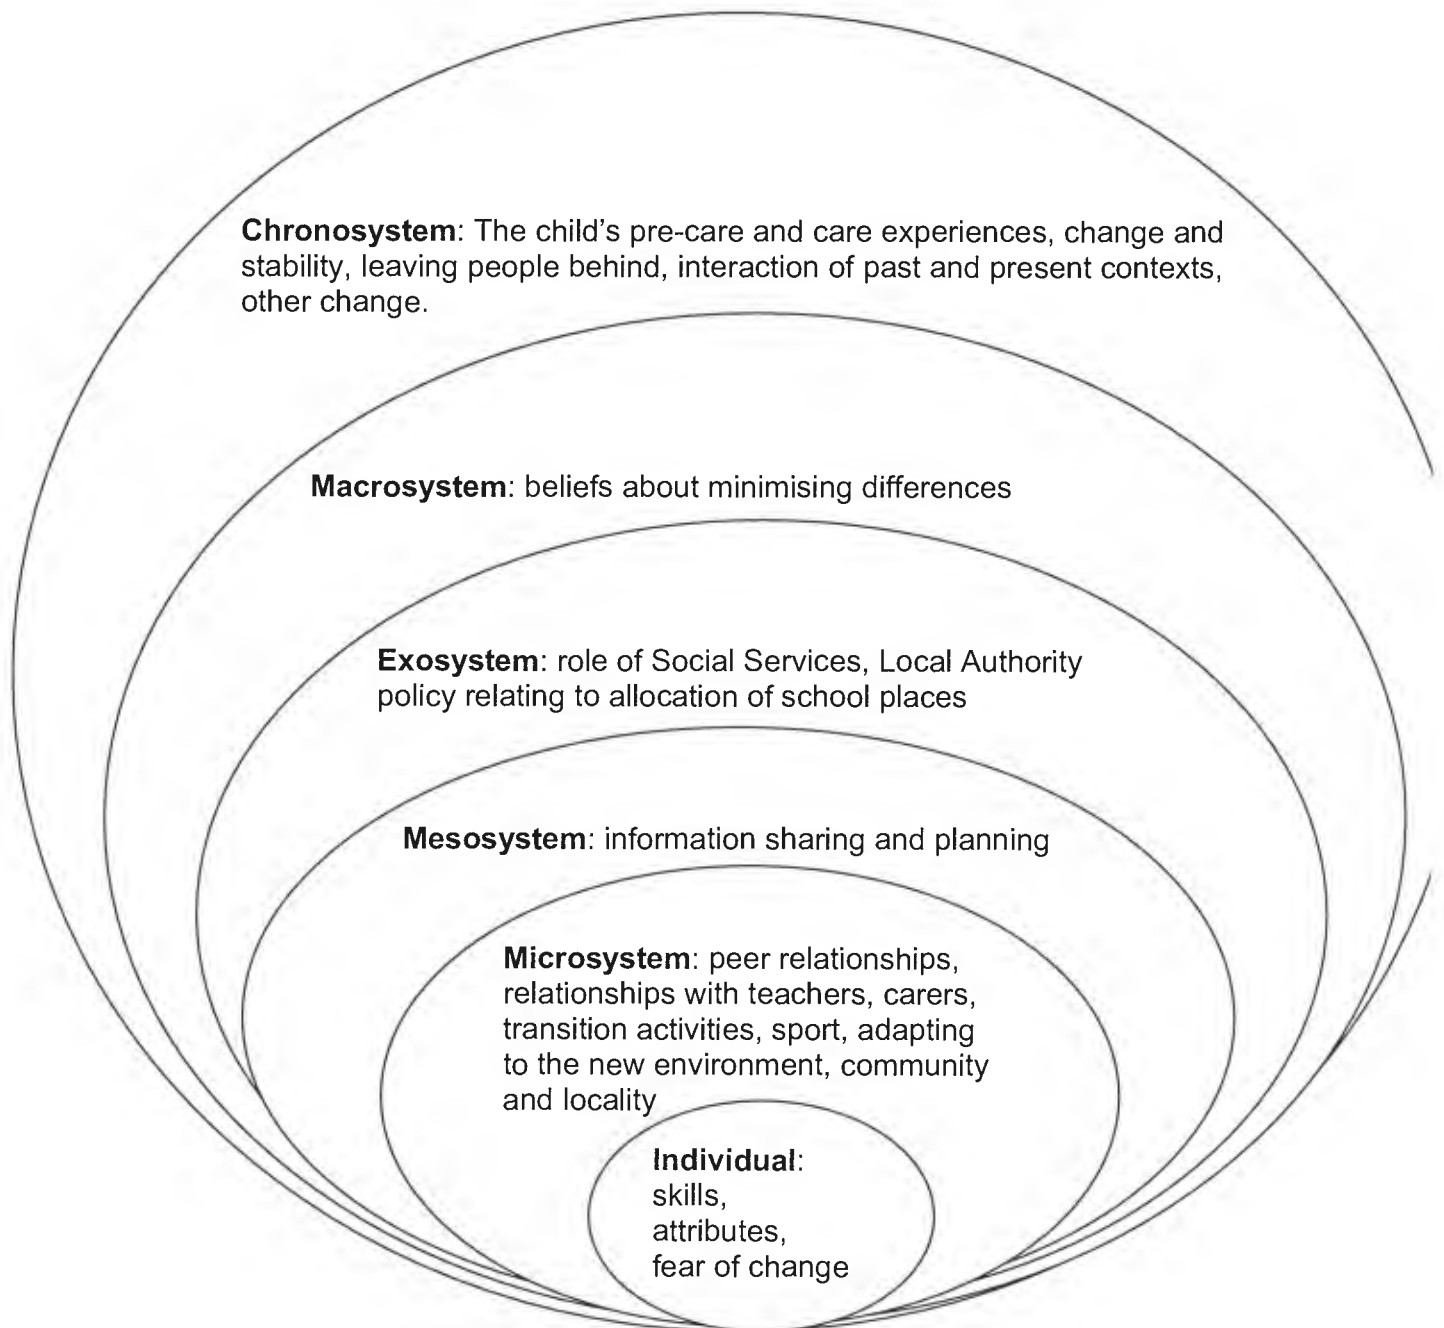 Chronosystem: The child's pre-care and care experiences, change and
stability, leaving people behind, interaction of past and present contexts,
other change.
Macrosystem: beliefs about minimising differences
Exosystem: role of Social Services, Local Authority
policy relating to allocation of school places
Mesosystem: information sharing and planning
Microsystem: peer relationships,
relationships with teachers, carers,
transition activities, sport, adapting
to the new environment, community
and locality
Individual:
skills,
attributes,
fear of change